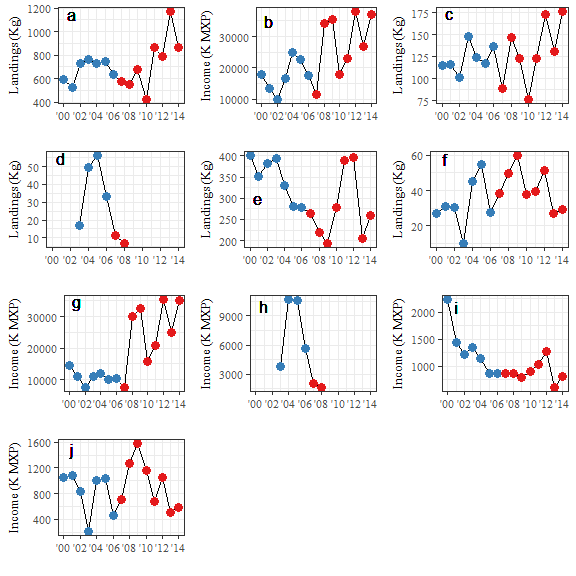 a
Landings (Kg)
1200
1000
800
600
400
'00 '02 '04 '06 '08 '10 '12 '14
b
Income (K MXP)
30000
20000
10000
'00 '02 '04 '06 '08 '10 '12 '14
c
Landings (Kg)
175
150
125
100
75
'00 '02 '04 '06 '08 '10 '12 '14
d
Landings (Kg)
50
40
30
20
10
'00 '02 '04 '06 '08 '10 '12 '14
e
Landings (Kg)
400
350
300
250
200
'00 '02 '04 '06 '08 '10 '12 '14
f
Landings (Kg)
60
40
20
'00 '02 '04 '06 '08 '10 '12 '14
g
Income (K MXP)
30000
20000
10000
'00 '02 '04 '06 '08 '10 '12 '14
h
Income (K MXP)
9000
6000
3000
'00 '02 '04 '06 '08 '10 '12 '14
i
Income (K MXP)
2000
1500
1000
'00 '02 '04 '06 '08 '10 '12 '14
j
Income (K MXP)
1600
1200
800
400
'00 '02 '04 '06 '08 '10 '12 '14